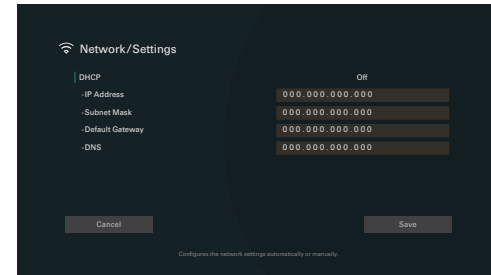 Network/Settings
DHCP Off
-IP Address 000.000.000.000
-Subnet Mask 000.000.000.000
-Default Gateway 000.000.000.000
-DNS 000.000.000.000
Cancel Save
Configures the network settings automatically or manually.